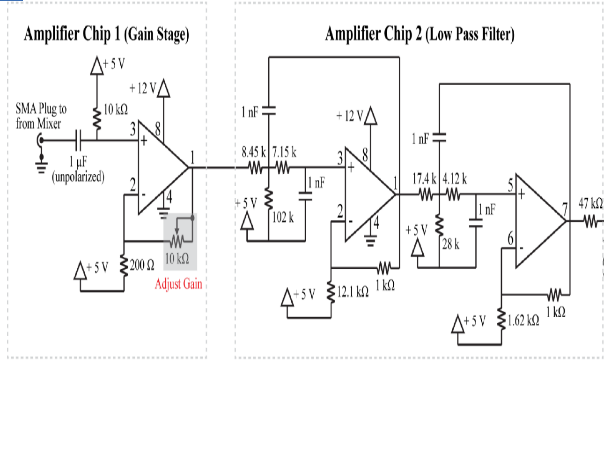 Amplifier Chip 1 (Gain Stage)
Amplifier Chip 2 (Low Pass Filter)
+5 V
+12 V
SMA Plug to
from Mixer
10 kΩ
3
8
+
1
1 µF
(unpolarized)
2
-
4
+5 V
200 Ω
10 kΩ
Adjust Gain
1 nF
+12 V
8.45 k
7.15 k
3
8
+
1
1 nF
+5 V
102 k
2
-
4
+5 V
12.1 kΩ
1 kΩ
1 nF
17.4 k
4.12 k
5
+
1 nF
7
47 kΩ
+5 V
28 k
6
-
+5 V
1.62 kΩ
1 kΩ